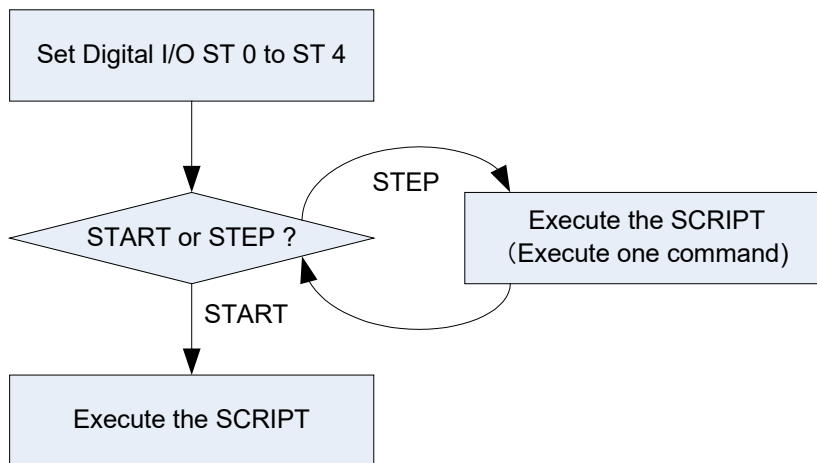 Set Digital I/O ST 0 to ST 4
STEP
START or STEP ?
Execute the SCRIPT
（Execute one command)
START
Execute the SCRIPT